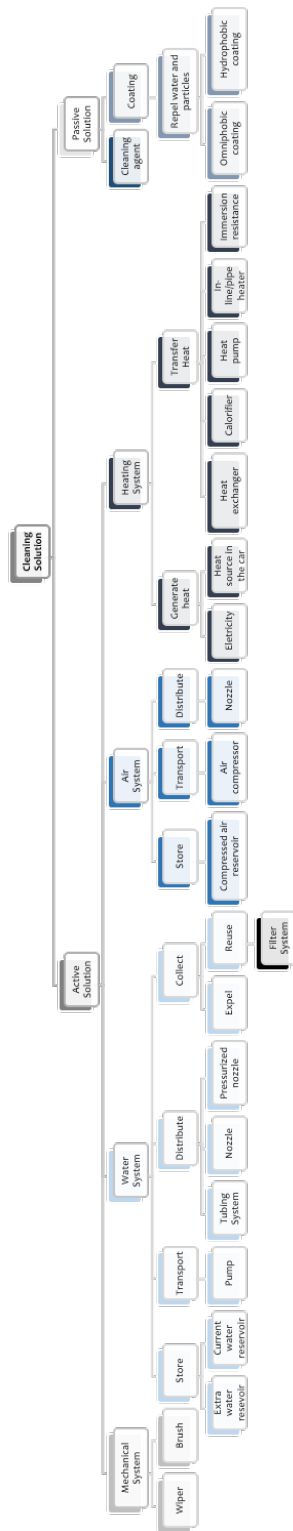 Cleaning
Solution
Active
Solution
Passive
Solution
Mechanical
System
Water
System
Air
System
Heating
System
Cleaning
agent
Coating
Wiper
Brush
Store
Transport
Distribute
Collect
Store
Transport
Distribute
Generate
heat
Transfer
Heat
Repel water and
particles
Extra
water
resevoir
Current
water
reservoir
Pump
Tubing
System
Nozzle
Pressurized
nozzle
Expel
Reuse
Compressed air
reservoir
Air
compressor
Nozzle
Eletricity
Heat
source in
the car
Heat
exchanger
Calorifier
Heat
pump
In-
line/pipe
heater
Immersion
resistance
Omniphobic
coating
Hydrophobic
coating
Filter
System